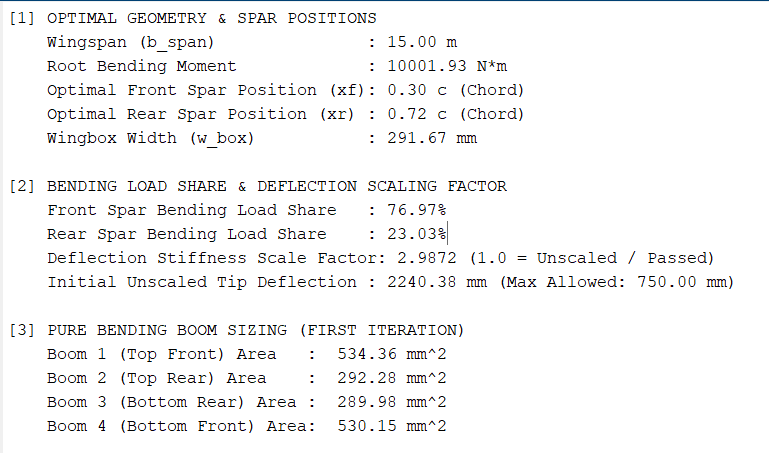 [1] OPTIMAL GEOMETRY & SPAR POSITIONS
Wingspan (b_span) : 15.00 m
Root Bending Moment : 10001.93 N*m
Optimal Front Spar Position (xf): 0.30 c (Chord)
Optimal Rear Spar Position (xr) : 0.72 c (Chord)
Wingbox Width (w_box) : 291.67 mm
[2] BENDING LOAD SHARE & DEFLECTION SCALING FACTOR
Front Spar Bending Load Share : 76.97%
Rear Spar Bending Load Share : 23.03%
Deflection Stiffness Scale Factor: 2.9872 (1.0 = Unscaled / Passed)
Initial Unscaled Tip Deflection : 2240.38 mm (Max Allowed: 750.00 mm)
[3] PURE BENDING BOOM SIZING (FIRST ITERATION)
Boom 1 (Top Front) Area : 534.36 mm^2
Boom 2 (Top Rear) Area : 292.28 mm^2
Boom 3 (Bottom Rear) Area : 289.98 mm^2
Boom 4 (Bottom Front) Area: 530.15 mm^2